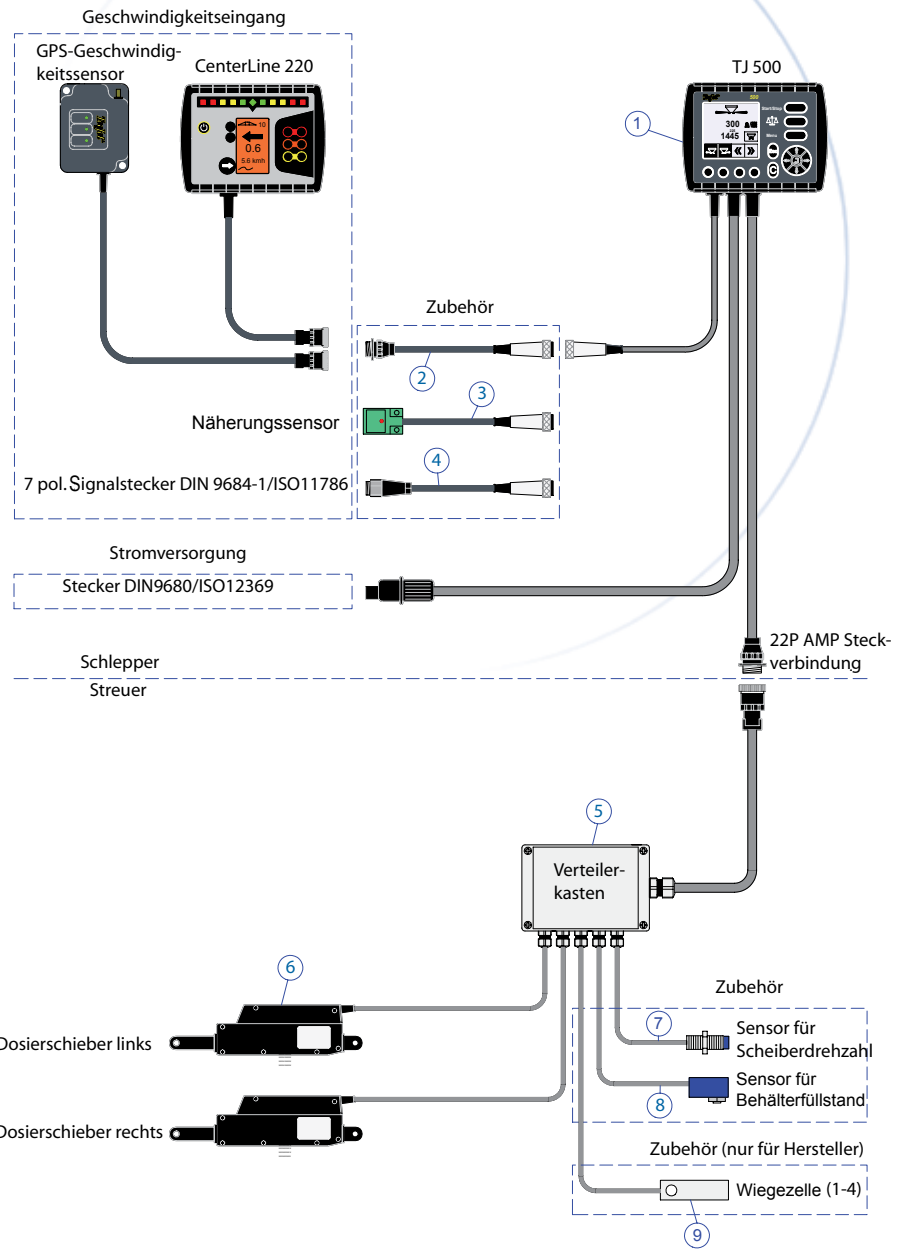 Geschwindigkeitseingang
GPS-Geschwindig-
keitssensor
CenterLine 220
TJ 500
10
0.6
5.6 kmh
500
Start/Stop
300
1445
Menu
C
1
Zubehör
2
3
Näherungssensor
4
7 pol. Signalstecker DIN 9684-1/ISO11786
Stromversorgung
Stecker DIN9680/ISO12369
22P AMP Steck-
verbindung
Schlepper
Streuer
5
Verteiler-
kasten
6
Dosierschieber links
Dosierschieber rechts
Zubehör
7
Sensor für
Scheiberdrehzahl
8
Sensor für
Behälterfüllstand
Zubehör (nur für Hersteller)
Wiegezelle (1-4)
9